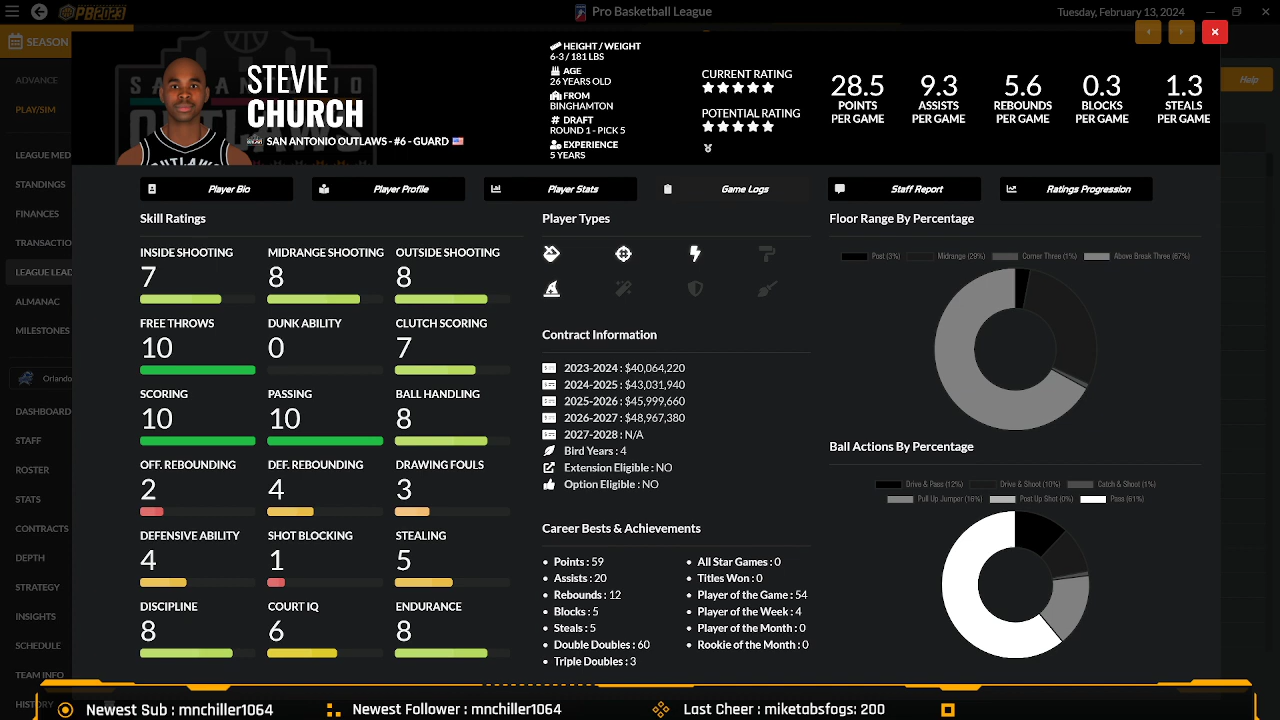 PB2023
Pro Basketball League
Tuesday, February 13, 2024
SEASON
ADVANCE
PLAY/SIM
LEAGUE MED
STANDINGS
FINANCES
TRANSACTIO
LEAGUE LEAD
ALMANAC
MILESTONES
Orlando
DASHBOARD
STAFF
ROSTER
STATS
CONTRACTS
DEPTH
STRATEGY
INSIGHTS
SCHEDULE
TEAM INFO
HISTORY
Help
SAN ANTONIO
OUTLAWS
STEVIE
CHURCH
SAN ANTONIO OUTLAWS - #6 - GUARD
HEIGHT / WEIGHT
6-3 / 181 LBS
AGE
26 YEARS OLD
FROM
BINGHAMTON
DRAFT
ROUND 1 - PICK 5
EXPERIENCE
5 YEARS
CURRENT RATING
POTENTIAL RATING
28.5
POINTS
PER GAME
9.3
ASSISTS
PER GAME
5.6
REBOUNDS
PER GAME
0.3
BLOCKS
PER GAME
1.3
STEALS
PER GAME
Player Bio
Player Profile
Player Stats
Game Logs
Staff Report
Ratings Progression
Skill Ratings
INSIDE SHOOTING
7
MIDRANGE SHOOTING
8
OUTSIDE SHOOTING
8
FREE THROWS
10
DUNK ABILITY
0
CLUTCH SCORING
7
SCORING
10
PASSING
10
BALL HANDLING
8
OFF. REBOUNDING
2
DEF. REBOUNDING
4
DRAWING FOULS
3
DEFENSIVE ABILITY
4
SHOT BLOCKING
1
STEALING
5
DISCIPLINE
8
COURT IQ
6
ENDURANCE
8
Player Types
Contract Information
2023-2024 : $40,064,220
2024-2025 : $43,031,940
2025-2026 : $45,999,660
2026-2027 : $48,967,380
2027-2028 : N/A
Bird Years : 4
Extension Eligible : NO
Option Eligible : NO
Career Bests & Achievements
Points : 59
Assists : 20
Rebounds : 12
Blocks : 5
Steals : 5
Double Doubles : 60
Triple Doubles : 3
All Star Games : 0
Titles Won : 0
Player of the Game : 54
Player of the Week : 4
Player of the Month : 0
Rookie of the Month : 0
Floor Range By Percentage
Post (3%) Midrange (29%) Corner Three (1%) Above Break Three (67%)
Ball Actions By Percentage
Drive & Pass (12%) Drive & Shoot (10%) Catch & Shoot (1%)
Pull Up Jumper (16%) Post Up Shot (0%) Pass (61%)
Newest Sub : mnchiller1064
Newest Follower : mnchiller1064
Last Cheer : miketabsfogs: 200